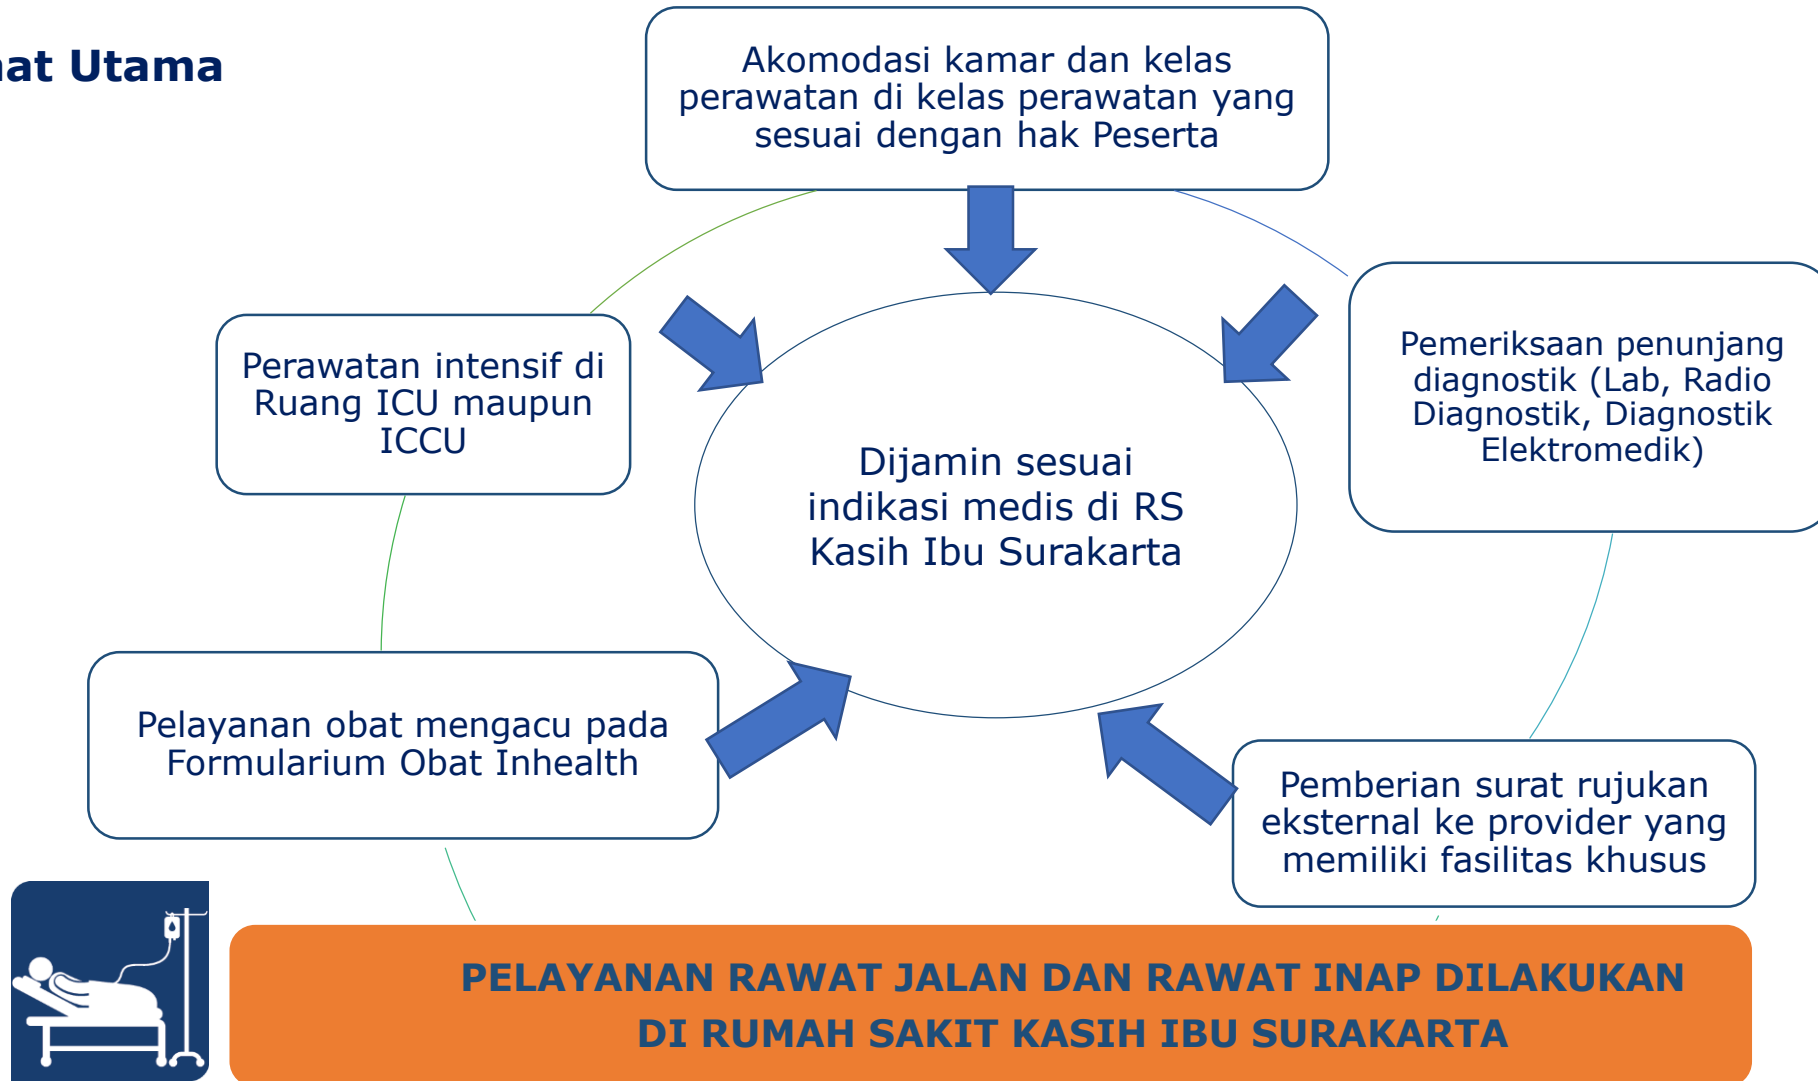 at Utama
Akomodasi kamar dan kelas
perawatan di kelas perawatan yang
sesuai dengan hak Peserta
Perawatan intensif di
Ruang ICU maupun
ICCU
Pemeriksaan penunjang
diagnostik (Lab, Radio
Diagnostik, Diagnostik
Elektromedik)
Dijamin sesuai
indikasi medis di RS
Kasih Ibu Surakarta
Pelayanan obat mengacu pada
Formularium Obat Inhealth
Pemberian surat rujukan
eksternal ke provider yang
memiliki fasilitas khusus
PELAYANAN RAWAT JALAN DAN RAWAT INAP DILAKUKAN
DI RUMAH SAKIT KASIH IBU SURAKARTA